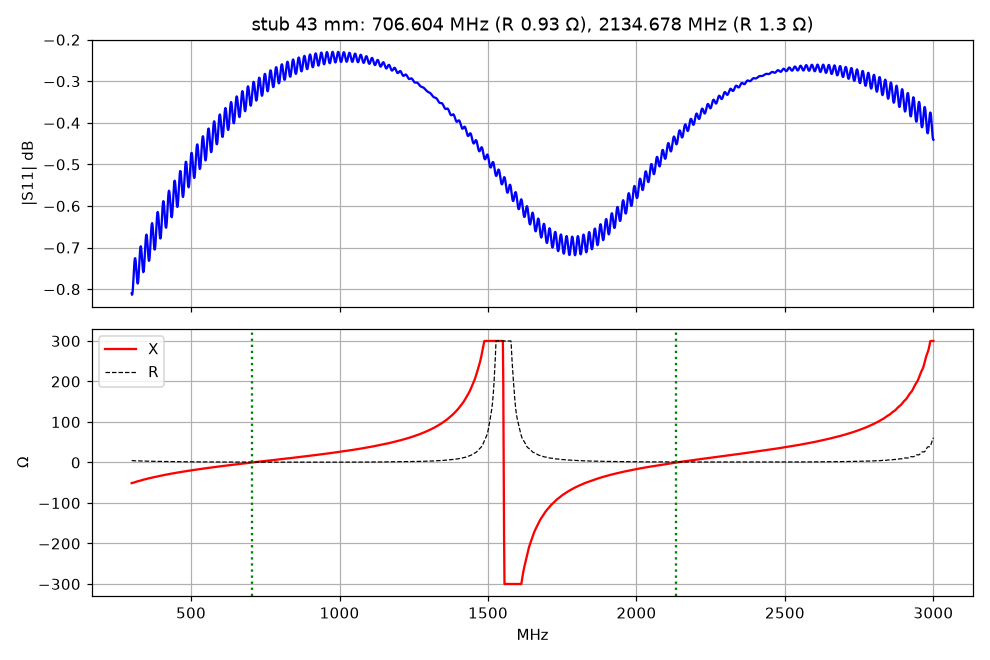 stub 43 mm: 706.604 MHz (R 0.93 Ω), 2134.678 MHz (R 1.3 Ω)
−0.2
−0.3
−0.4
−0.5
−0.6
−0.7
−0.8
|S11| dB
300
200
100
0
−100
−200
−300
Ω
X
R
500 1000 1500 2000 2500 3000
MHz